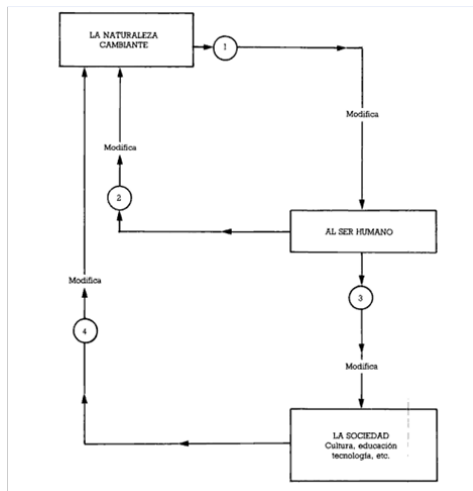 LA NATURALEZA
CAMBIANTE
1
Modifica
Modifica
2
AL SER HUMANO
3
Modifica
4
Modifica
LA SOCIEDAD
Cultura, educación
tecnología, etc.